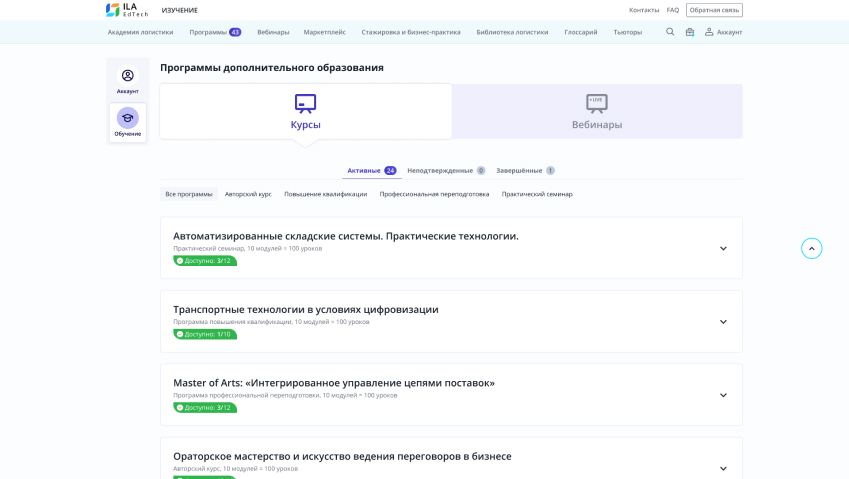 ILA
EdTech
ИЗУЧЕНИЕ
Контакты FAQ Обратная связь
Академия логистики Программы 43 Вебинары Маркетплейс Стажировка и бизнес-практика Библиотека логистики Глоссарий Тьюторы Аккаунт
Аккаунт
Обучение
Программы дополнительного образования
Курсы
• LIVE
Вебинары
Активные 24 Неподтвержденные 0 Завершённые 1
Все программы Авторский курс Повышение квалификации Профессиональная переподготовка Практический семинар
Автоматизированные складские системы. Практические технологии.
Практический семинар, 10 модулей = 100 уроков
Доступно: 3/12
Транспортные технологии в условиях цифровизации
Программа повышения квалификации, 10 модулей = 100 уроков
Доступно: 1/10
Master of Arts: «Интегрированное управление цепями поставок»
Программа профессиональной переподготовки, 10 модулей = 100 уроков
Доступно: 3/12
Ораторское мастерство и искусство ведения переговоров в бизнесе
Авторский курс, 10 модулей = 100 уроков